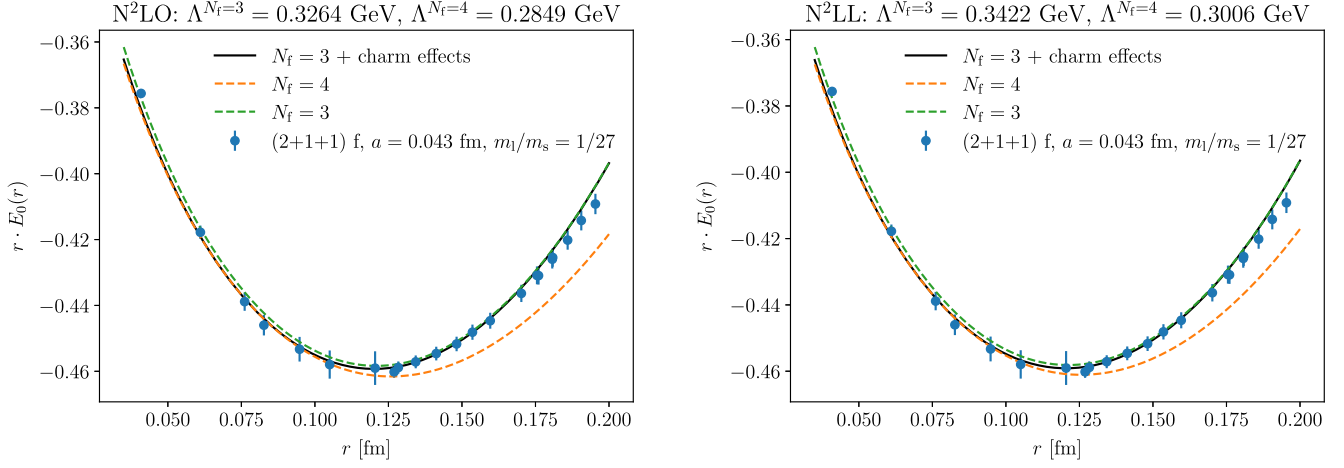 N²LO: Λ^{N_f=3} = 0.3264 GeV, Λ^{N_f=4} = 0.2849 GeV
−0.36
−0.38
−0.40
−0.42
−0.44
−0.46
r · E₀(r)
N_f = 3 + charm effects
N_f = 4
N_f = 3
(2+1+1) f, a = 0.043 fm, m_l/m_s = 1/27
0.050 0.075 0.100 0.125 0.150 0.175 0.200
r [fm]
N²LL: Λ^{N_f=3} = 0.3422 GeV, Λ^{N_f=4} = 0.3006 GeV
−0.36
−0.38
−0.40
−0.42
−0.44
−0.46
r · E₀(r)
N_f = 3 + charm effects
N_f = 4
N_f = 3
(2+1+1) f, a = 0.043 fm, m_l/m_s = 1/27
0.050 0.075 0.100 0.125 0.150 0.175 0.200
r [fm]